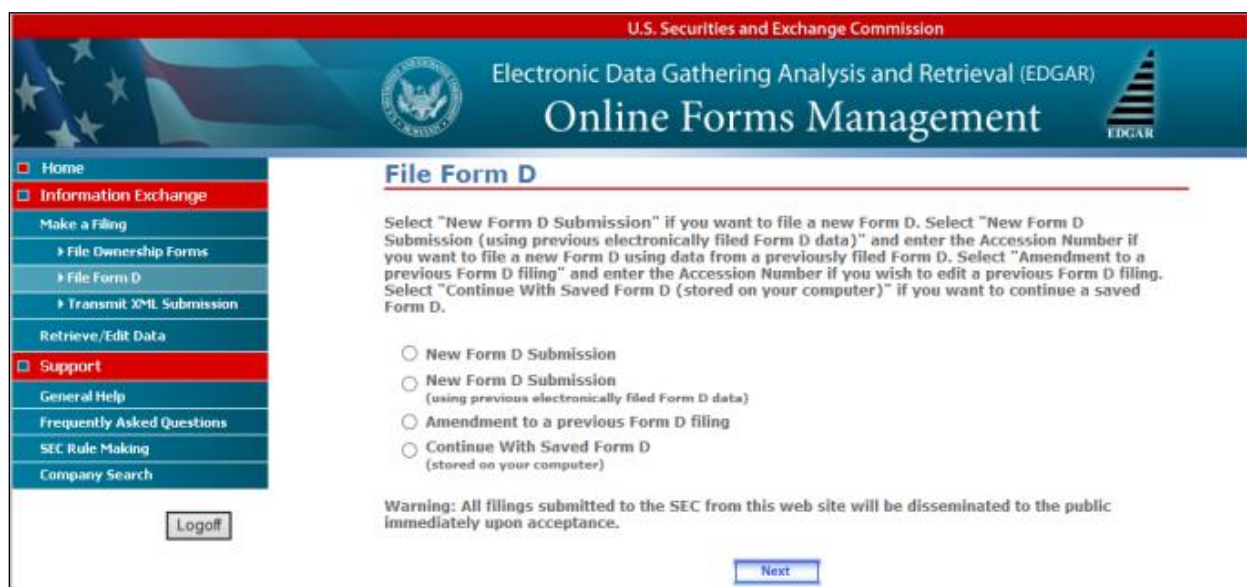 U.S. Securities and Exchange Commission
Electronic Data Gathering Analysis and Retrieval (EDGAR)
Online Forms Management
EDGAR
Home
Information Exchange
Make a Filing
File Ownership Forms
File Form D
Transmit XML Submission
Retrieve/Edit Data
Support
General Help
Frequently Asked Questions
SEC Rule Making
Company Search
Logoff
File Form D
Select "New Form D Submission" if you want to file a new Form D. Select "New Form D
Submission (using previous electronically filed Form D data)" and enter the Accession Number if
you want to file a new Form D using data from a previously filed Form D. Select "Amendment to a
previous Form D filing" and enter the Accession Number if you wish to edit a previous Form D filing.
Select "Continue With Saved Form D (stored on your computer)" if you want to continue a saved
Form D.
New Form D Submission
New Form D Submission
(using previous electronically filed Form D data)
Amendment to a previous Form D filing
Continue With Saved Form D
(stored on your computer)
Warning: All filings submitted to the SEC from this web site will be disseminated to the public
immediately upon acceptance.
Next